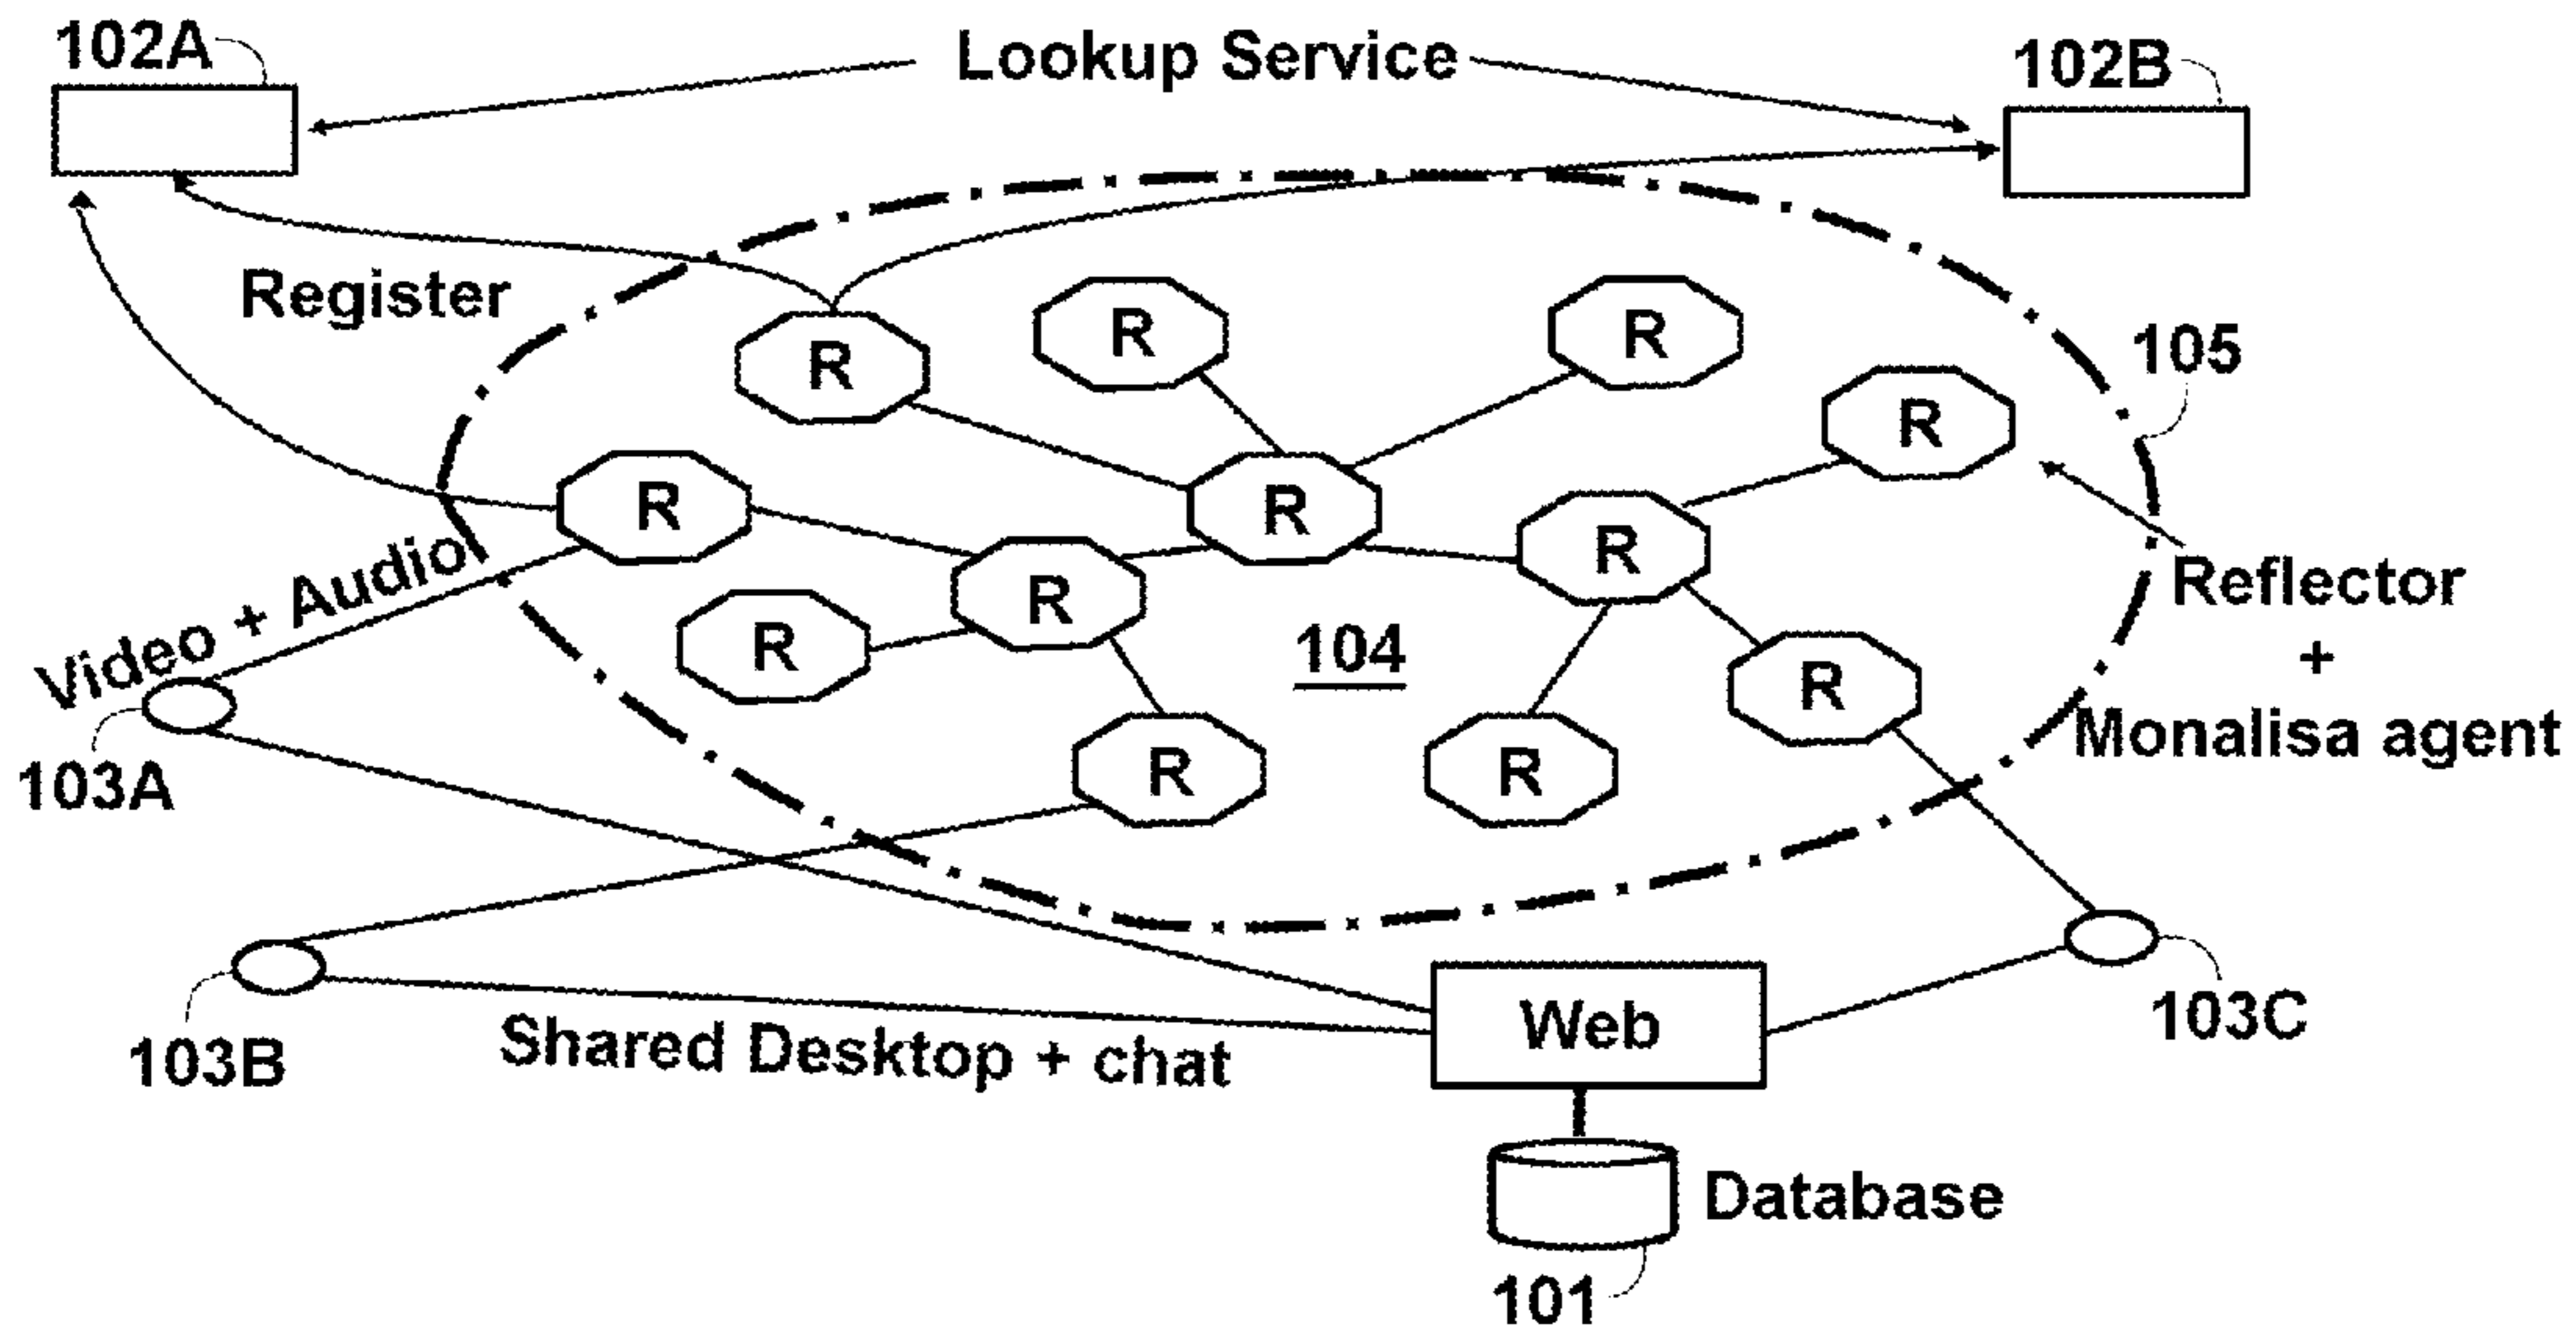 102A
Lookup Service
102B
Register
R
R
R
R
105
R
R
R
R
Video + Audio
R
R
104
Reflector
+
Monalisa agent
R
R
R
103A
103B
Shared Desktop + chat
Web
103C
Database
101